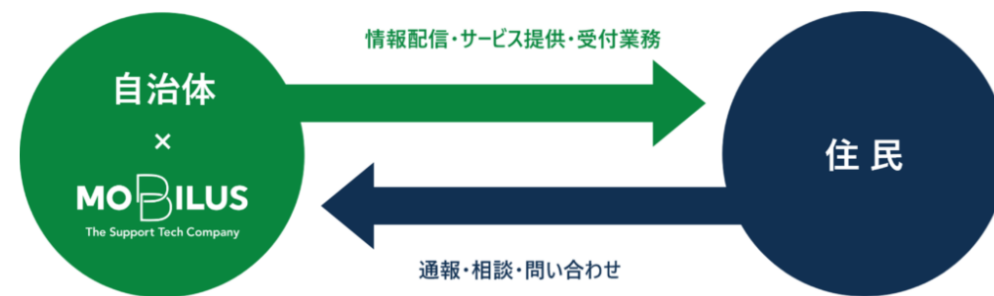 情報配信・サービス提供・受付業務
自治体
×
MOBILUS
The Support Tech Company
住民
通報・相談・問い合わせ